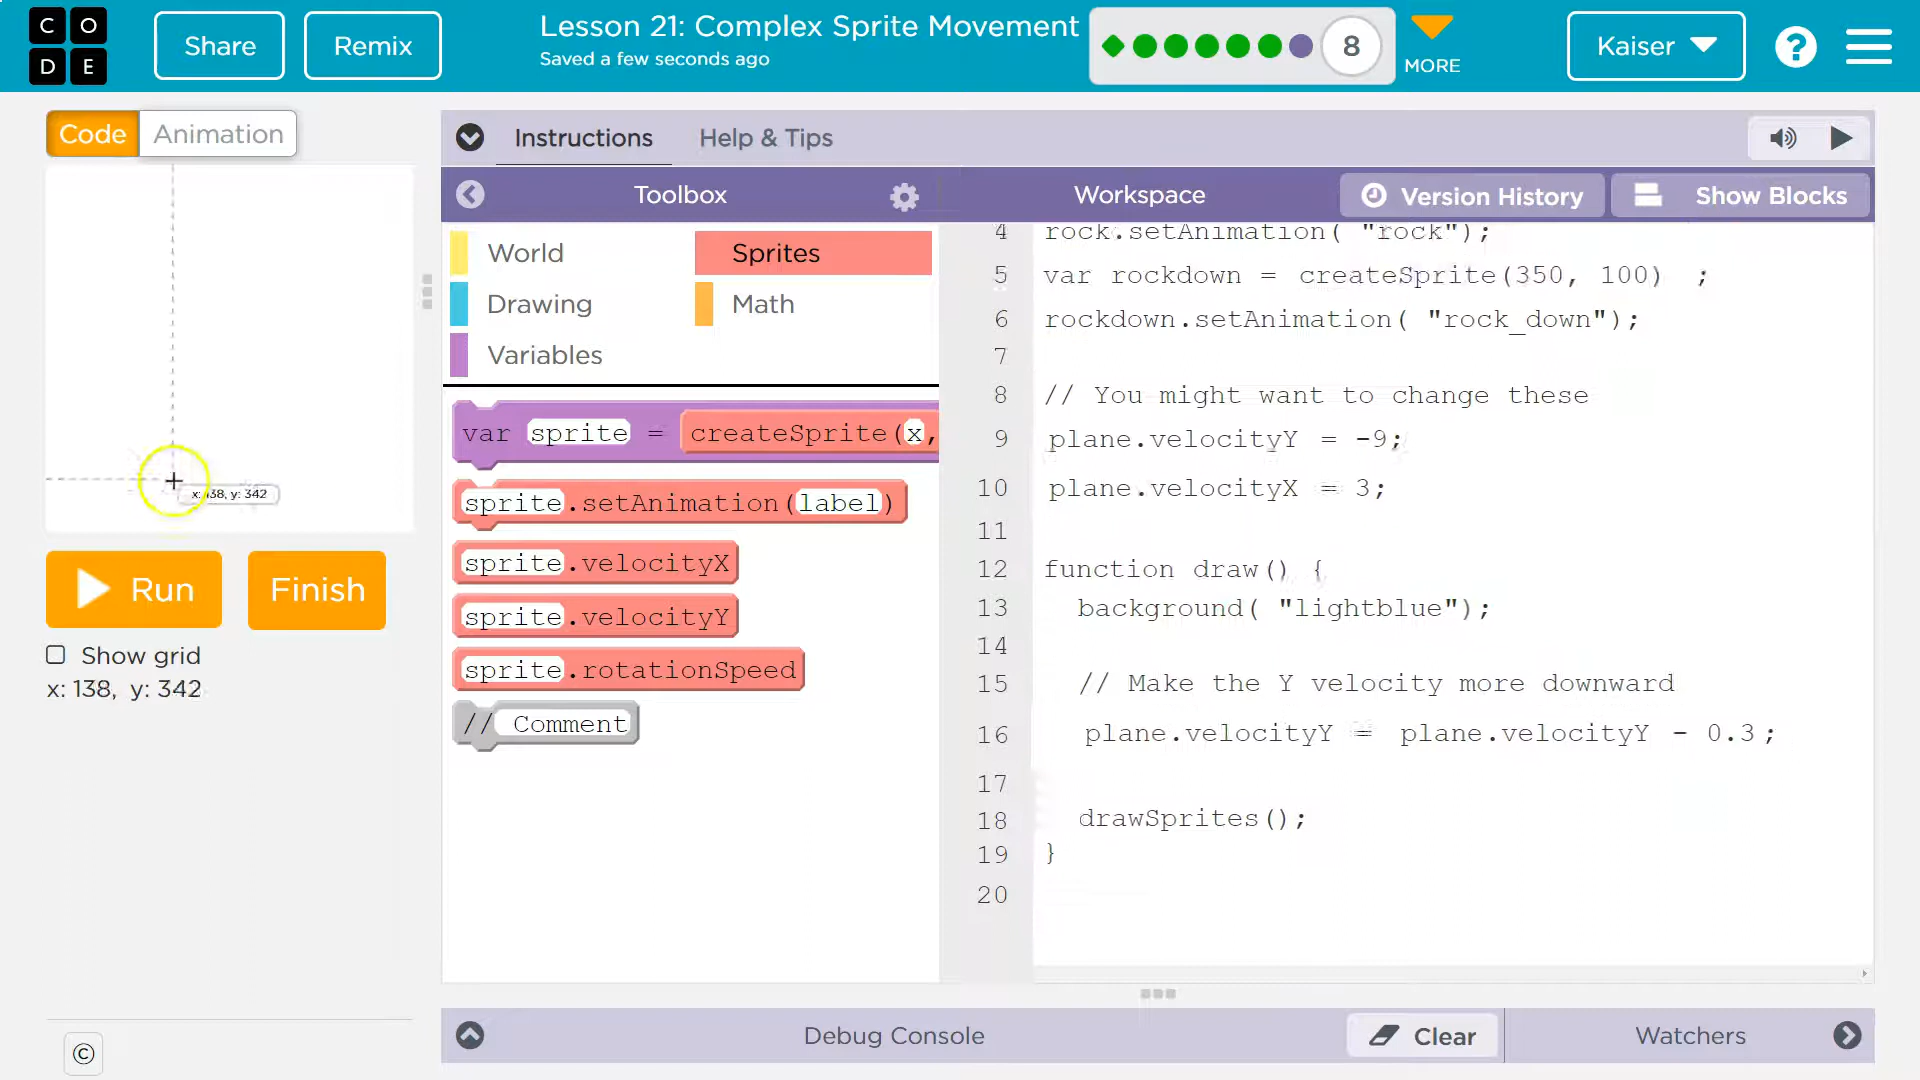 C O
D E
Share
Remix
Lesson 21: Complex Sprite Movement
Saved a few seconds ago
8
MORE
Kaiser
?
Code
Animation
Instructions
Help & Tips
Toolbox
Workspace
Version History
Show Blocks
World
Sprites
Drawing
Math
Variables
var sprite = createSprite(x,
sprite.setAnimation(label)
sprite.velocityX
sprite.velocityY
sprite.rotationSpeed
// Comment
4 rock.setAnimation( "rock");
5 var rockdown = createSprite(350, 100) ;
6 rockdown.setAnimation( "rock_down");
7
8 // You might want to change these
9 plane.velocityY = -9;
10 plane.velocityX = 3;
11
12 function draw() {
13 background( "lightblue");
14
15 // Make the Y velocity more downward
16 plane.velocityY = plane.velocityY - 0.3 ;
17
18 drawSprites();
19 }
20
x: 138, y: 342
Run
Finish
Show grid
x: 138, y: 342
©
Debug Console
Clear
Watchers